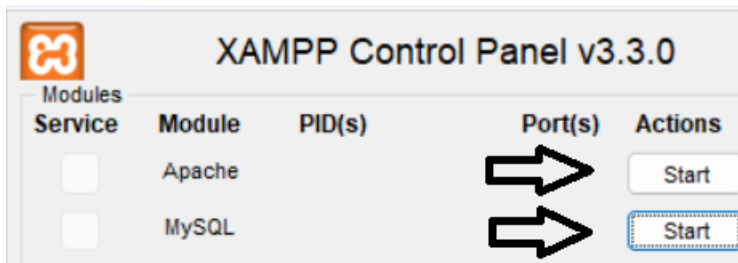 XAMPP Control Panel v3.3.0
Modules
Service Module PID(s) Port(s) Actions
Apache Start
MySQL Start